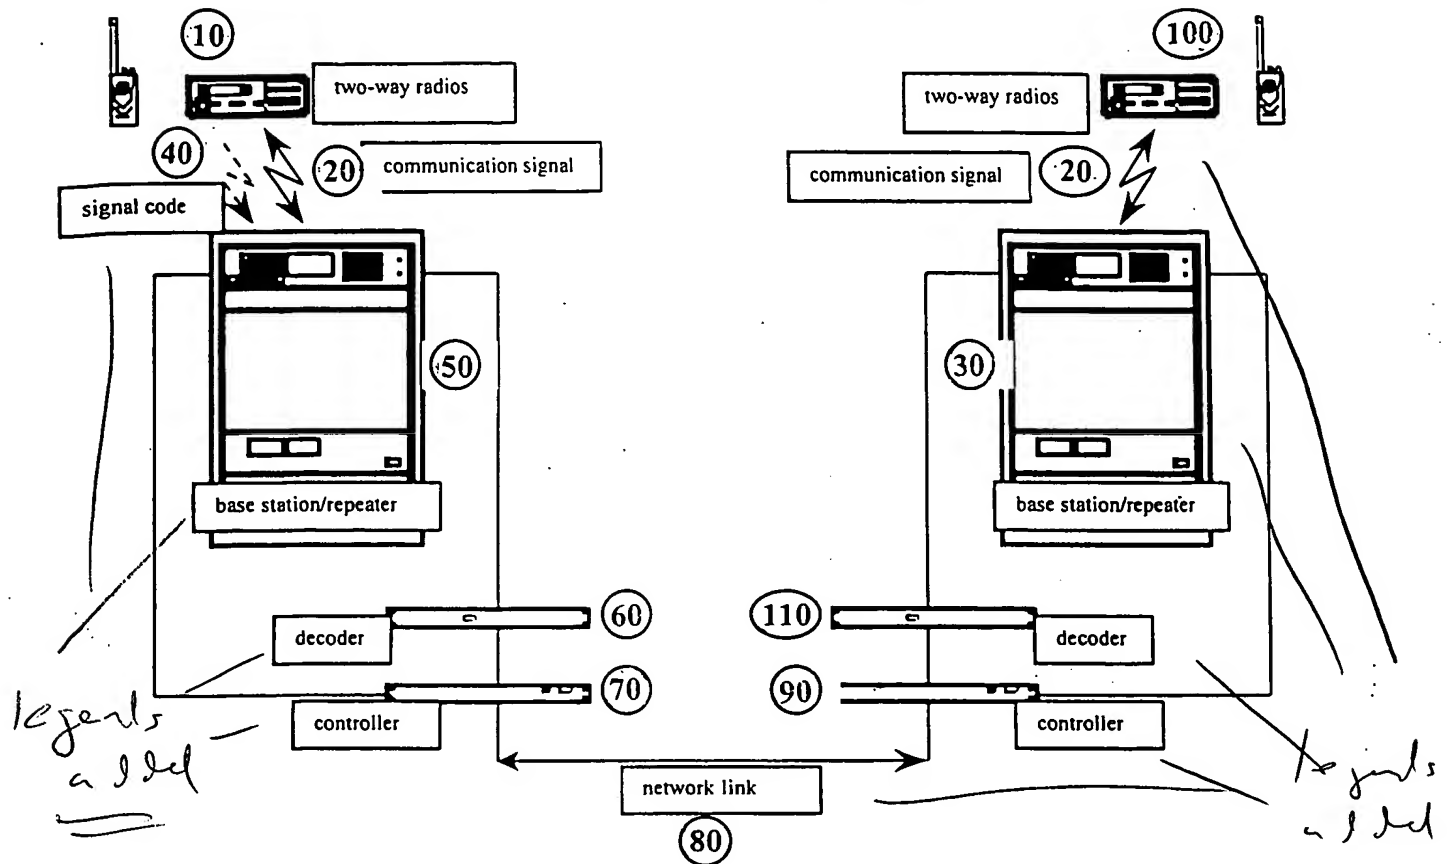 10
100
two-way radios
two-way radios
40
20
communication signal
communication signal
20
signal code
50
30
base station/repeater
base station/repeater
60
110
decoder
decoder
70
90
controller
controller
legends
added
legends
added
network link
80